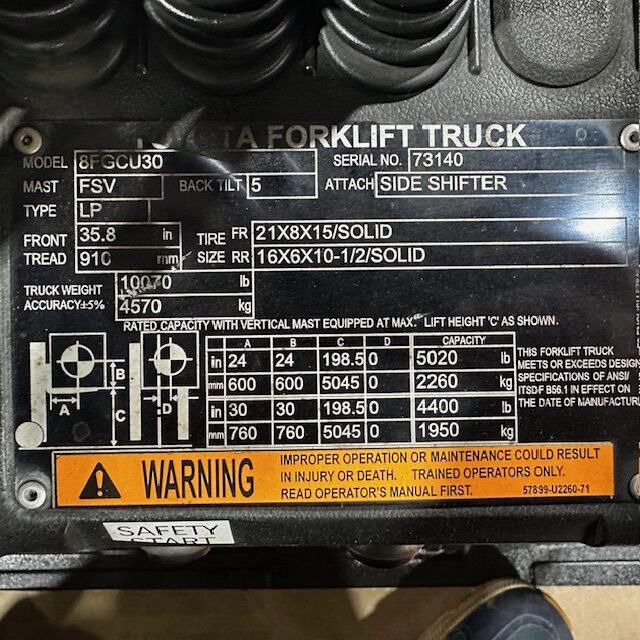 TOYOTA FORKLIFT TRUCK
MODEL 8FGCU30 SERIAL NO. 73140
MAST FSV BACK TILT 5 ATTACH SIDE SHIFTER
TYPE LP
FRONT 35.8 in TIRE FR 21X8X15/SOLID
TREAD 910 mm SIZE RR 16X6X10-1/2/SOLID
TRUCK WEIGHT 10070 lb
ACCURACY±5% 4570 kg
RATED CAPACITY WITH VERTICAL MAST EQUIPPED AT MAX. LIFT HEIGHT 'C' AS SHOWN.
A B C D CAPACITY
in 24 24 198.5 0 5020 lb
mm 600 600 5045 0 2260 kg
in 30 30 198.5 0 4400 lb
mm 760 760 5045 0 1950 kg
A B C D
THIS FORKLIFT TRUCK
MEETS OR EXCEEDS DESIGN
SPECIFICATIONS OF ANSI/
ITSDF B56.1 IN EFFECT ON
THE DATE OF MANUFACTURE
WARNING
IMPROPER OPERATION OR MAINTENANCE COULD RESULT
IN INJURY OR DEATH. TRAINED OPERATORS ONLY.
READ OPERATOR'S MANUAL FIRST. 57899-U2260-71
SAFETY
START